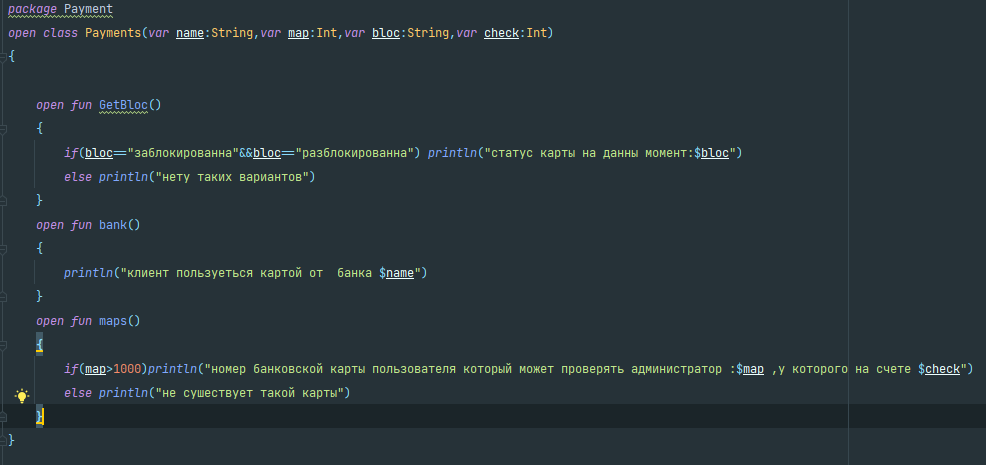 package Payment
open class Payments(var name:String,var map:Int,var bloc:String,var check:Int)
{
open fun GetBloc()
{
if(bloc=="заблокированна"&&bloc=="разблокированна") println("статус карты на данны момент:$bloc")
else println("нету таких вариантов")
}
open fun bank()
{
println("клиент пользуеться картой от  банка $name")
}
open fun maps()
{
if(map>1000)println("номер банковской карты пользователя который может проверять администратор :$map ,у которого на счете $check")
else println("не сушествует такой карты")
}
}